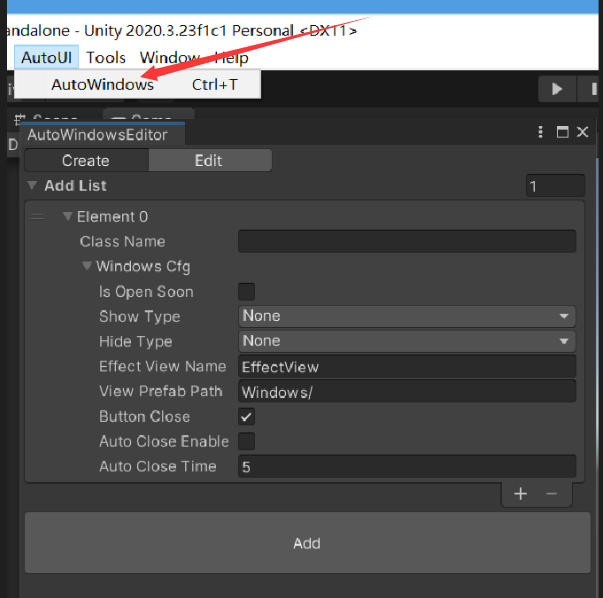 andalone - Unity 2020.3.23f1c1 Personal <DX11>
AutoUI Tools Window Help
AutoWindows Ctrl+T
AutoWindowsEditor
D
Create Edit
Add List 1
Element 0
Class Name
Windows Cfg
Is Open Soon
Show Type None
Hide Type None
Effect View Name EffectView
View Prefab Path Windows/
Button Close
Auto Close Enable
Auto Close Time 5
Add